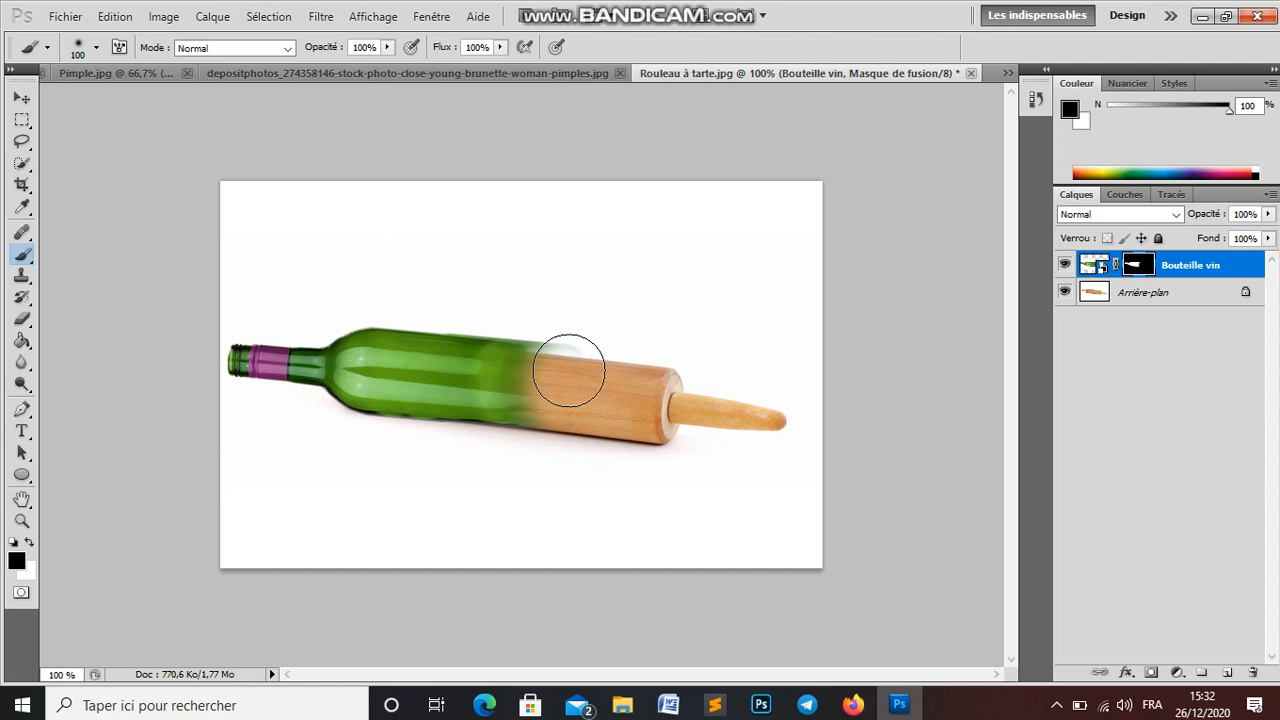 Ps Fichier Edition Image Calque Sélection Filtre Affichage Fenêtre Aide www.BANDICAM.com Les indispensables Design
100 Mode : Normal Opacité : 100% Flux : 100%
Pimple.jpg @ 66,7% (... depositphotos_274358146-stock-photo-close-young-brunette-woman-pimples.jpg Rouleau à tarte.jpg @ 100% (Bouteille vin, Masque de fusion/8) *
Couleur Nuancier Styles
N 100 %
Calques Couches Tracés
Normal Opacité : 100%
Verrou : Fond : 100%
Bouteille vin
Arrière-plan
100 % Doc : 770,6 Ko/1,77 Mo
Taper ici pour rechercher 2 W S Ps Ps FRA 15:32
26/12/2020